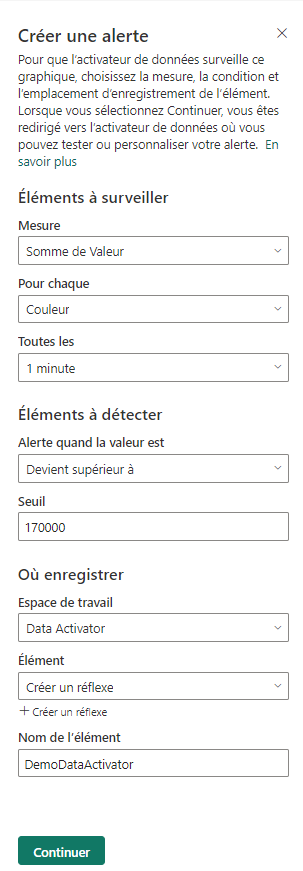 Créer une alerte
Pour que l’activateur de données surveille ce
graphique, choisissez la mesure, la condition et
l’emplacement d’enregistrement de l’élément.
Lorsque vous sélectionnez Continuer, vous êtes
redirigé vers l’activateur de données où vous
pouvez tester ou personnaliser votre alerte. En
savoir plus
Éléments à surveiller
Mesure
Somme de Valeur
Pour chaque
Couleur
Toutes les
1 minute
Éléments à détecter
Alerte quand la valeur est
Devient supérieur à
Seuil
170000
Où enregistrer
Espace de travail
Data Activator
Élément
Créer un réflexe
+ Créer un réflexe
Nom de l’élément
DemoDataActivator
Continuer